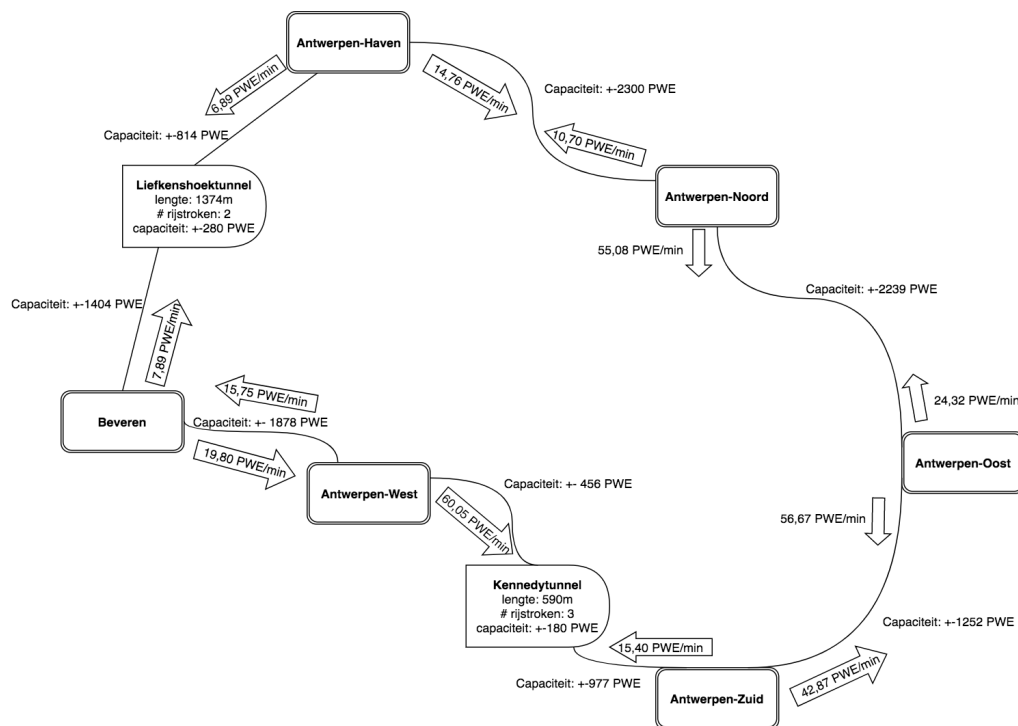 Antwerpen-Haven
6,89 PWE/min
14,76 PWE/min
Capaciteit: +-2300 PWE
Capaciteit: +-814 PWE
10,70 PWE/min
Liefkenshoektunnel
lengte: 1374m
# rijstroken: 2
capaciteit: +-280 PWE
Antwerpen-Noord
55,08 PWE/min
Capaciteit: +-2239 PWE
Capaciteit: +-1404 PWE
7,89 PWE/min
15,75 PWE/min
24,32 PWE/min
Beveren
Capaciteit: +- 1878 PWE
19,80 PWE/min
Antwerpen-Oost
Antwerpen-West
Capaciteit: +- 456 PWE
60,05 PWE/min
56,67 PWE/min
Kennedytunnel
lengte: 590m
# rijstroken: 3
capaciteit: +-180 PWE
Capaciteit: +-1252 PWE
15,40 PWE/min
Capaciteit: +-977 PWE
42,87 PWE/min
Antwerpen-Zuid